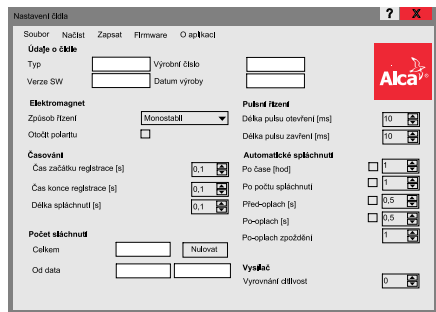 Nastavení čidla ? X
Soubor Načíst Zapsat Firmware O aplikaci
Údaje o čidle
Typ Výrobní číslo
Verze SW Datum výroby
Alca
Elektromagnet
Způsob řízení Monostabil
Otočit polaritu
Pulsní řízení
Délka pulsu otevření [ms] 10
Délka pulsu zavření [ms] 10
Časování
Čas začátku registrace [s] 0,1
Čas konce registrace [s] 0,1
Délka spláchnutí [s] 0,1
Automatické spláchnutí
Po čase [hod] 1
Po počtu spláchnutí 1
Před-oplach [s] 0,5
Po-oplach [s] 0,5
Po-oplach zpoždění 1
Počet sláchnutí
Celkem Nulovat
Od data
Vysílač
Vyrovnání citlivost 0